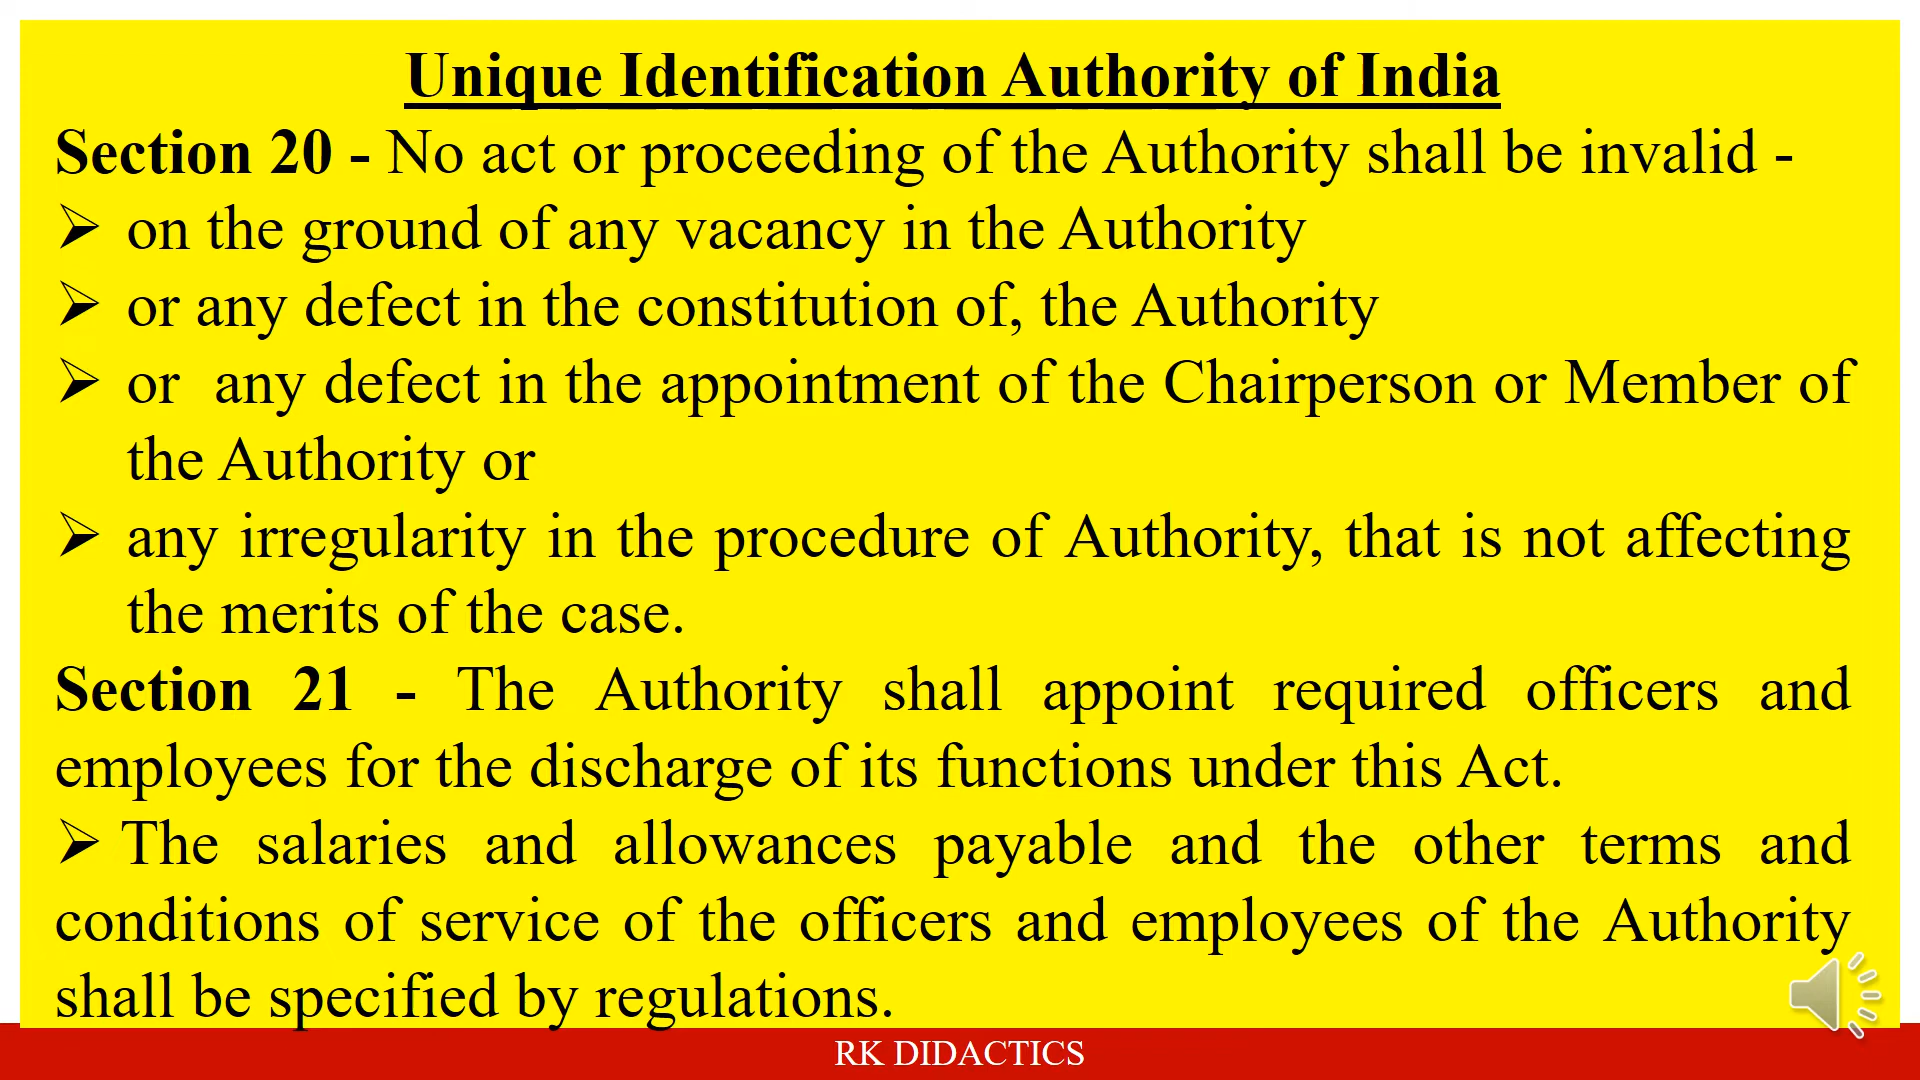 Unique Identification Authority of India
Section 20 - No act or proceeding of the Authority shall be invalid -
➢ on the ground of any vacancy in the Authority
➢ or any defect in the constitution of, the Authority
➢ or any defect in the appointment of the Chairperson or Member of
the Authority or
➢ any irregularity in the procedure of Authority, that is not affecting
the merits of the case.
Section 21 - The Authority shall appoint required officers and
employees for the discharge of its functions under this Act.
➢ The salaries and allowances payable and the other terms and
conditions of service of the officers and employees of the Authority
shall be specified by regulations.
RK DIDACTICS